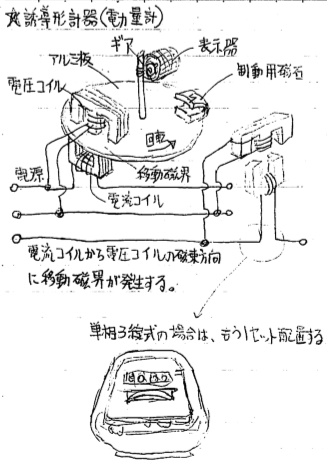 誘導形計器(電力量計)
ギア
表示器
アルミ板
制動用磁石
電圧コイル
回転
電源
移動磁界
電流コイル
電流コイルから電圧コイルの磁束方向
に移動磁界が発生する。
単相3線式の場合は、もう1セット配置する